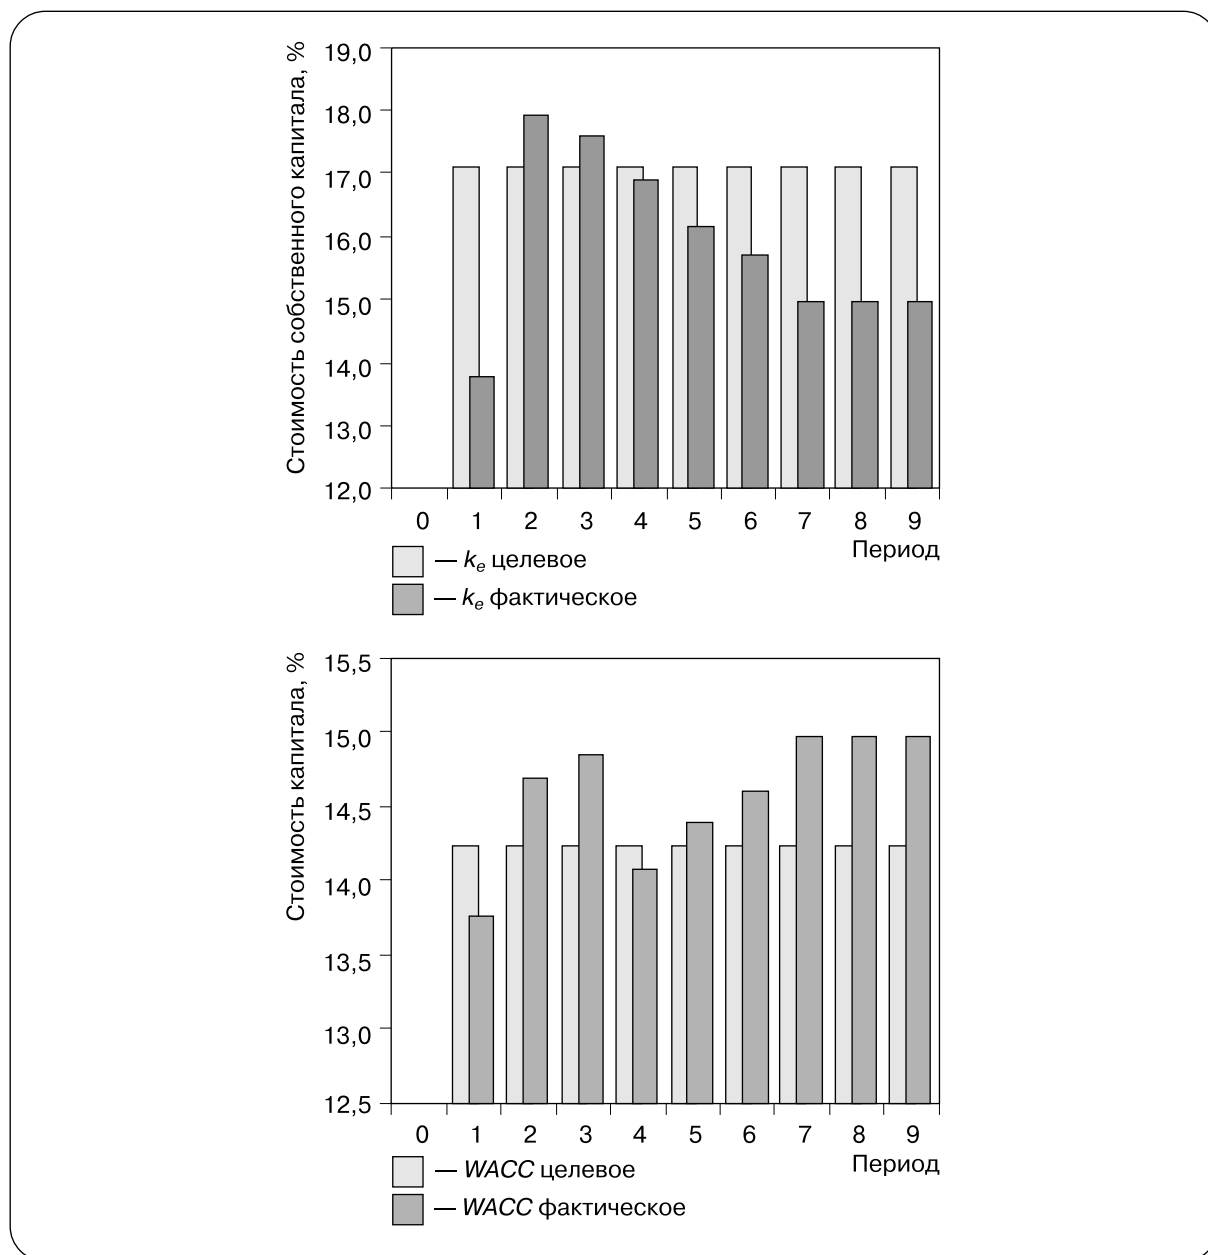 Стоимость собственного капитала, %
19,0
18,0
17,0
16,0
15,0
14,0
13,0
12,0
0 1 2 3 4 5 6 7 8 9
Период
— kₑ целевое
— kₑ фактическое
Стоимость капитала, %
15,5
15,0
14,5
14,0
13,5
13,0
12,5
0 1 2 3 4 5 6 7 8 9
Период
— WACC целевое
— WACC фактическое